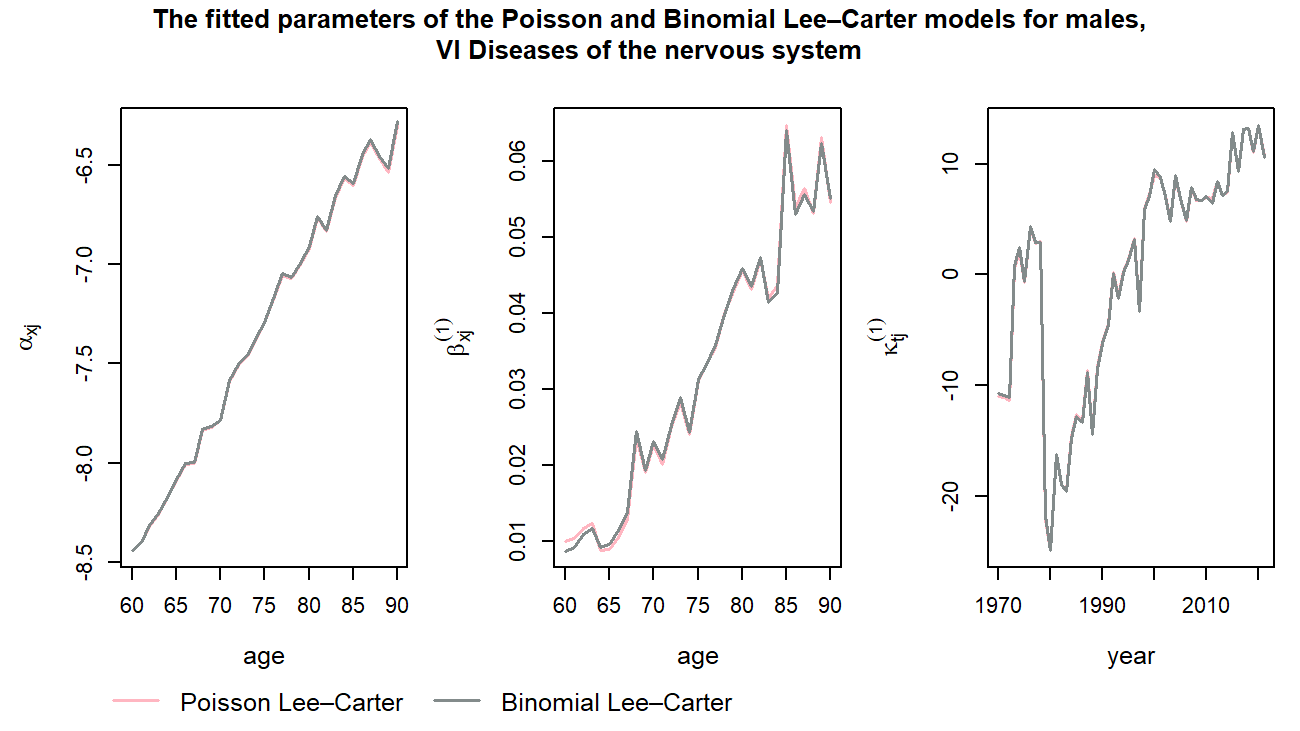 The fitted parameters of the Poisson and Binomial Lee–Carter models for males,
VI Diseases of the nervous system
αxj
-8.5 -8.0 -7.5 -7.0 -6.5
60 65 70 75 80 85 90
age
βxj(1)
0.01 0.02 0.03 0.04 0.05 0.06
60 65 70 75 80 85 90
age
κtj(1)
-20 -10 0 10
1970 1990 2010
year
Poisson Lee–Carter Binomial Lee–Carter